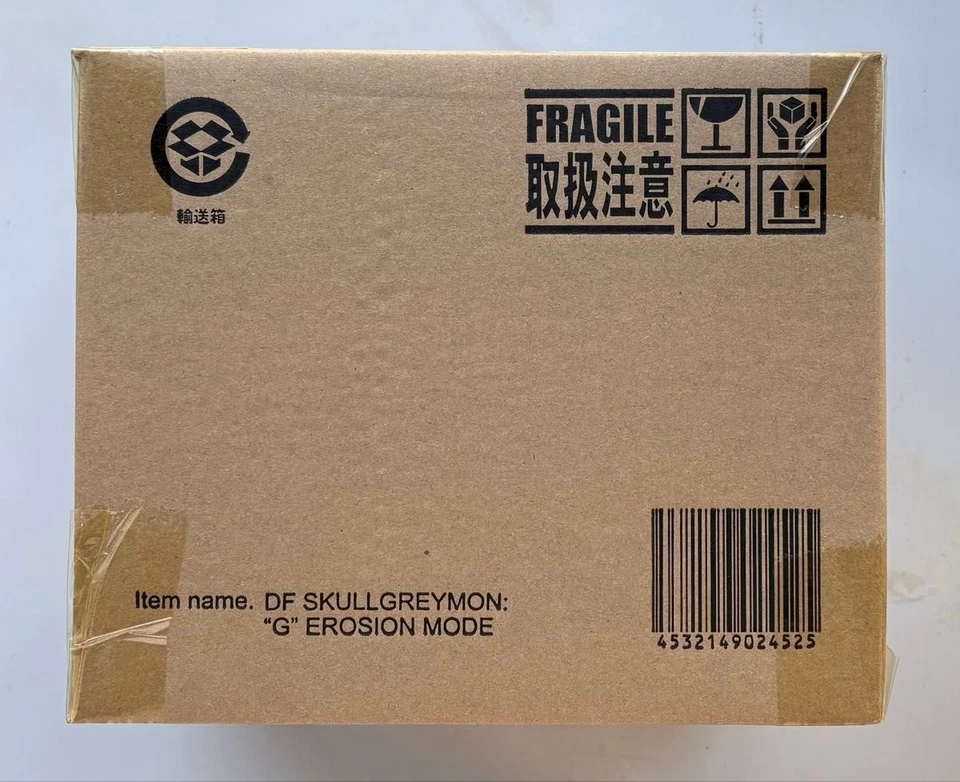 FRAGILE
取扱注意
輸送箱
Item name. DF SKULLGREYMON:
“G” EROSION MODE
4532149024525